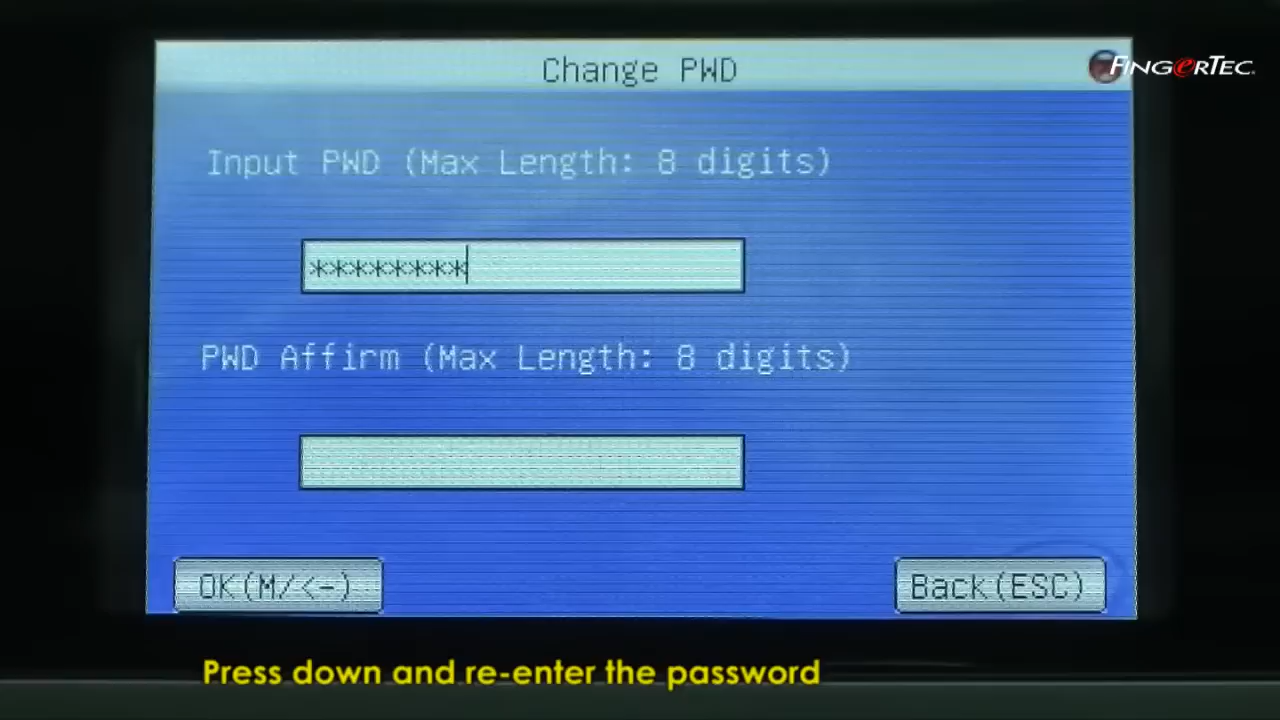 Change PWD
FINGERTEC
Input PWD (Max Length: 8 digits)
********
PWD Affirm (Max Length: 8 digits)
OK(M/<-)
Back(ESC)
Press down and re-enter the password